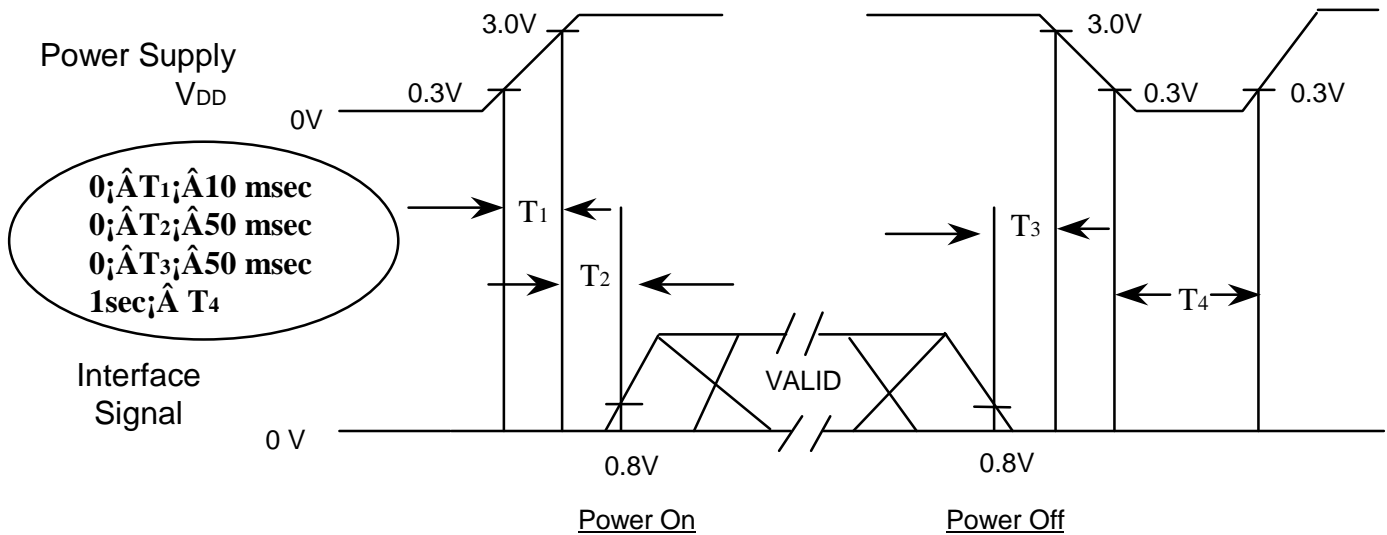 3.0V
3.0V
Power Supply
VDD
0.3V
0.3V
0.3V
0V
0¡ÂT1¡Â10 msec
0¡ÂT2¡Â50 msec
0¡ÂT3¡Â50 msec
1sec¡Â T4
T1
T3
T2
T4
Interface
Signal
VALID
0 V
0.8V
0.8V
Power On
Power Off